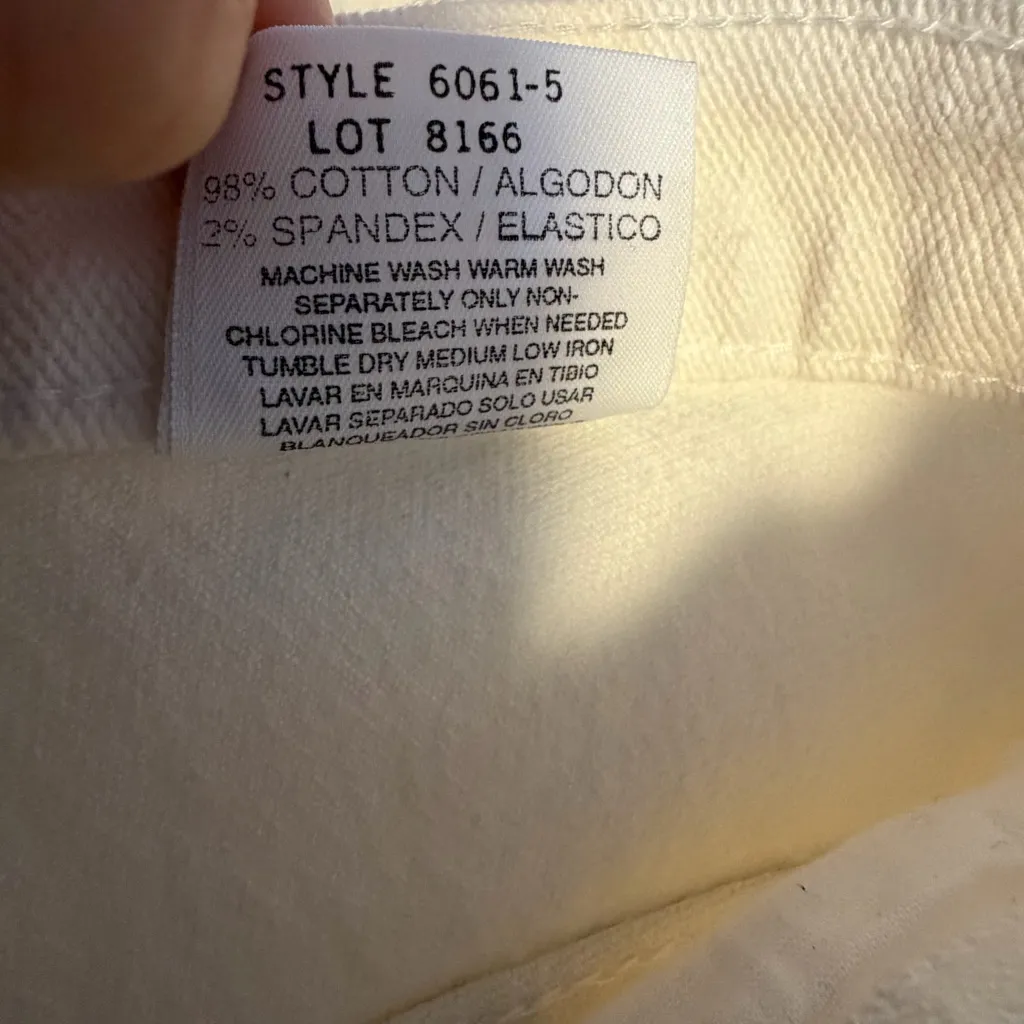 STYLE 6061-5
LOT 8166
98% COTTON / ALGODON
2% SPANDEX / ELASTICO
MACHINE WASH WARM WASH
SEPARATELY ONLY NON-
CHLORINE BLEACH WHEN NEEDED
TUMBLE DRY MEDIUM LOW IRON
LAVAR EN MARQUINA EN TIBIO
LAVAR SEPARADO SOLO USAR
BLANQUEADOR SIN CLORO